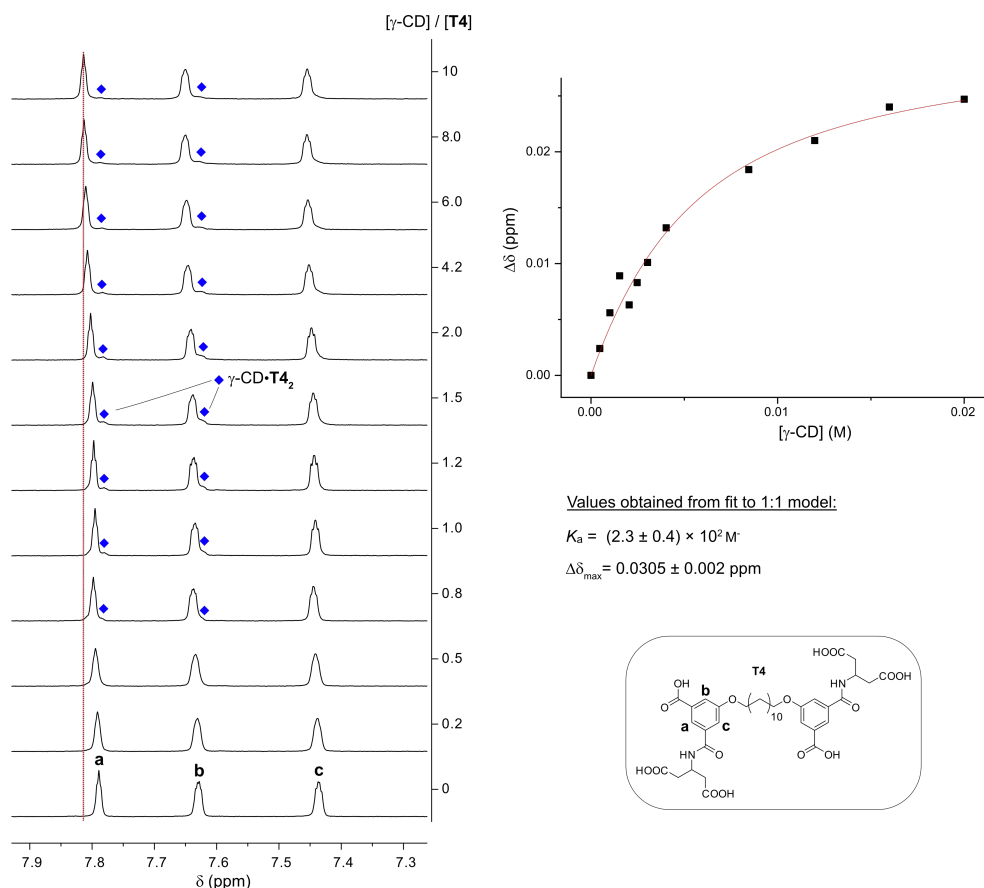 [γ-CD] / [T4]
10
8.0
6.0
4.2
2.0
γ-CD•T4₂
1.5
1.2
1.0
0.8
0.5
0.2
a
b
c
0
7.9
7.8
7.7
7.6
7.5
7.4
7.3
δ (ppm)
0.02
0.01
0.00
Δδ (ppm)
0.00
0.01
0.02
[γ-CD] (M)
Values obtained from fit to 1:1 model:
Kₐ = (2.3 ± 0.4) × 10² M⁻
Δδmax= 0.0305 ± 0.002 ppm
T4
HOOC
COOH
N
H
O
OH
O
b
a
c
O
10
O
O
N
H
O
O
OH
HOOC
COOH